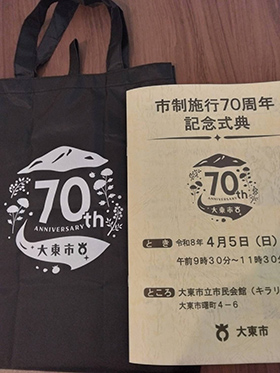 70th
ANNIVERSARY
大東市
市制施行70周年
記念式典
70th
ANNIVERSARY
大東市
とき 令和8年 4月5日（日）
午前9時30分～11時30分
ところ 大東市立市民会館（キラリ
大東市曙町4－6
大東市